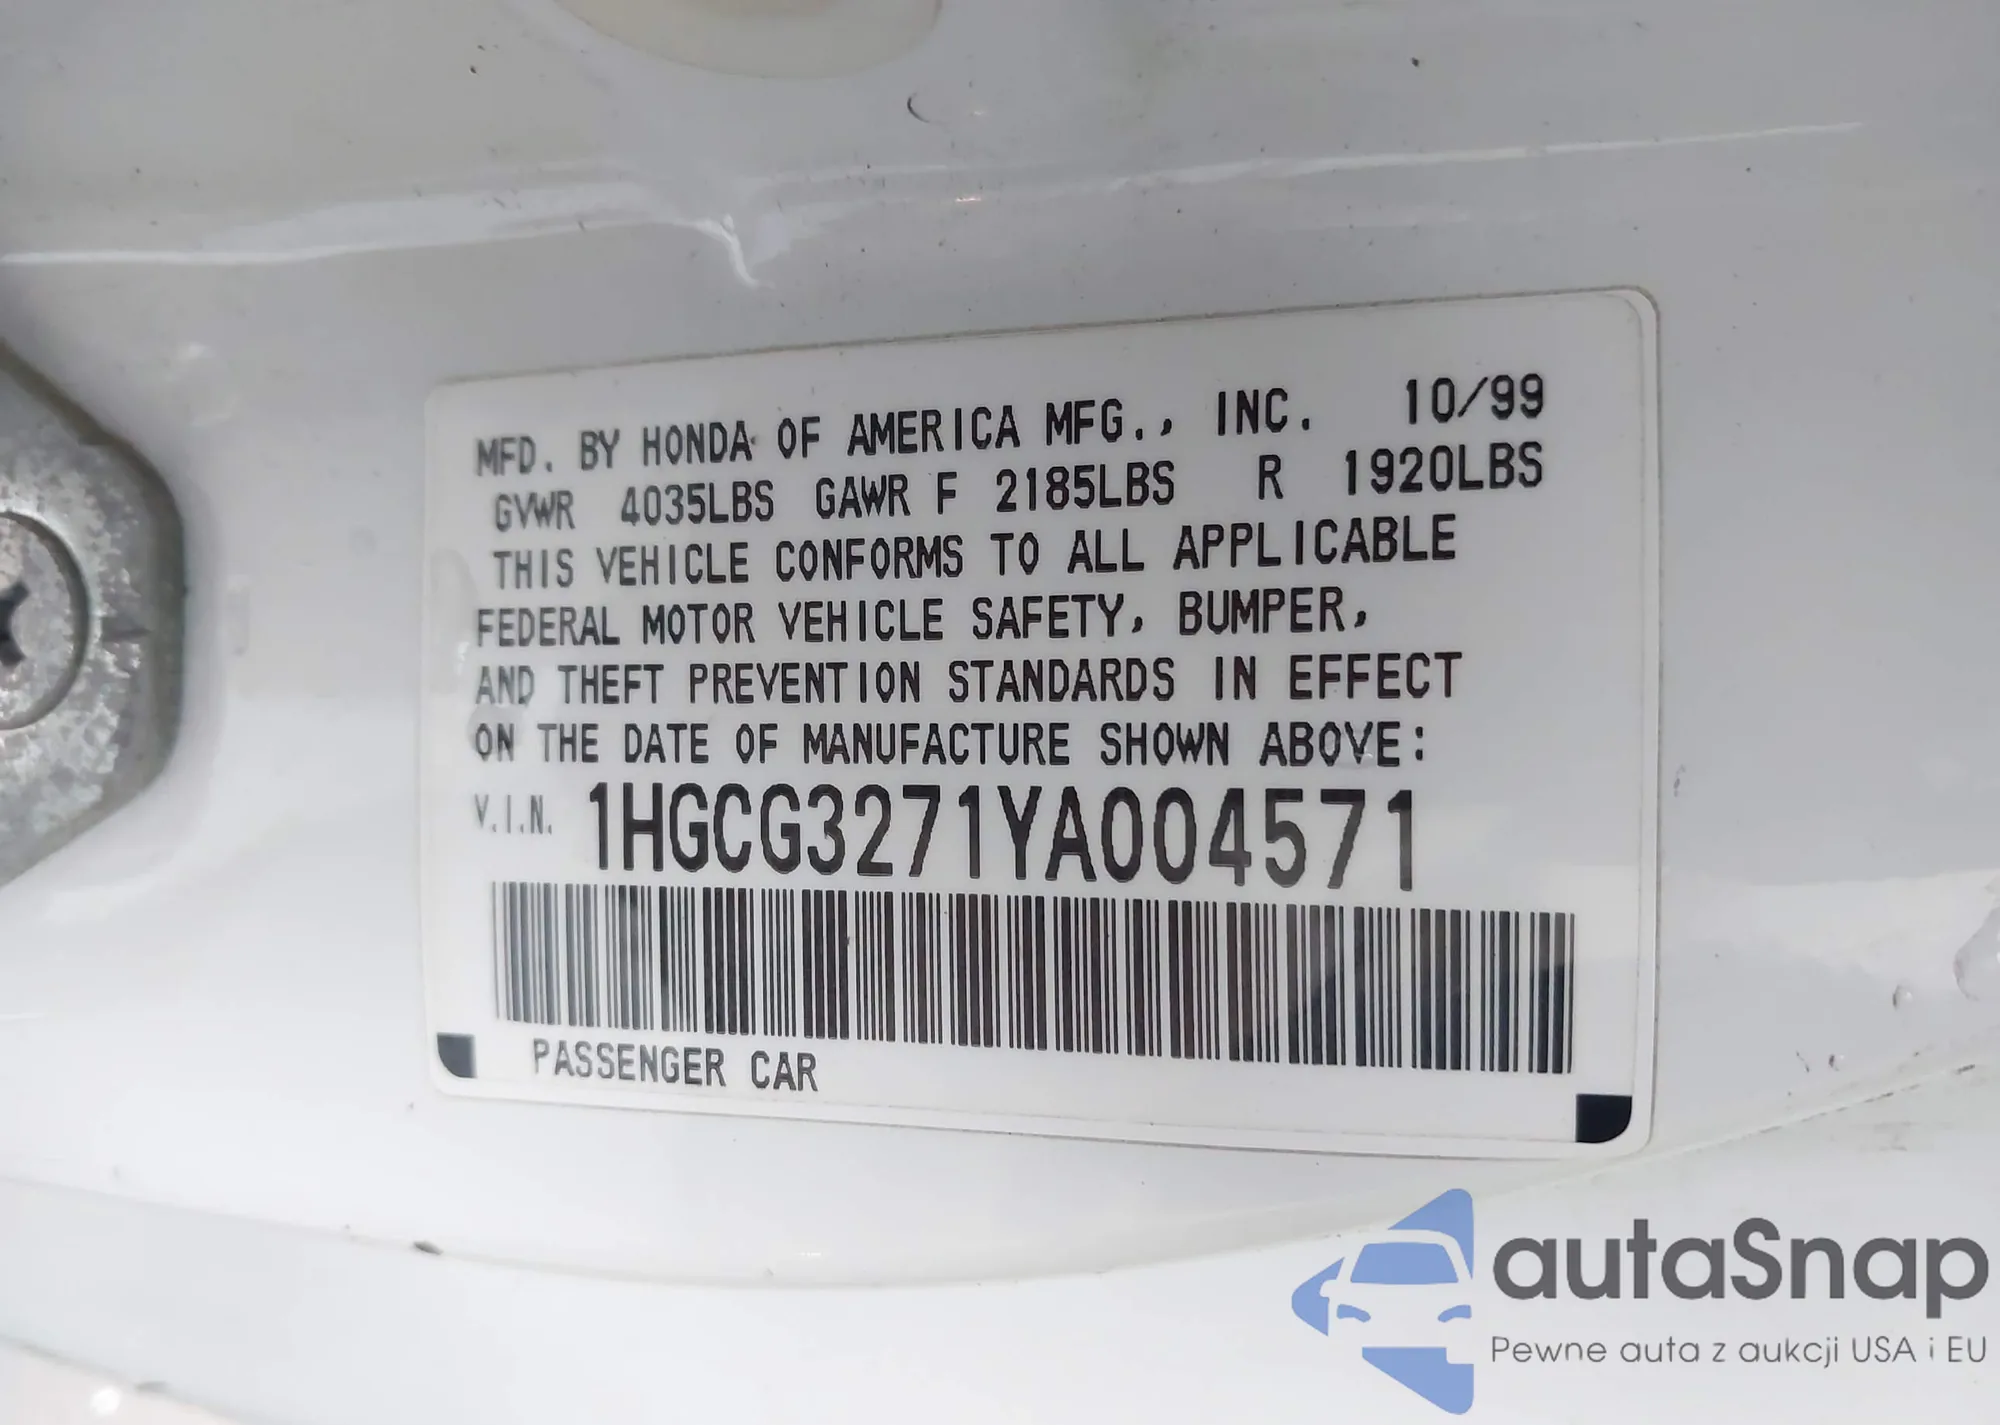 MFD. BY HONDA OF AMERICA MFG., INC. 10/99
GVWR 4035LBS GAWR F 2185LBS R 1920LBS
THIS VEHICLE CONFORMS TO ALL APPLICABLE
FEDERAL MOTOR VEHICLE SAFETY, BUMPER,
AND THEFT PREVENTION STANDARDS IN EFFECT
ON THE DATE OF MANUFACTURE SHOWN ABOVE:
V.I.N. 1HGCG3271YA004571
PASSENGER CAR
autaSnap
Pewne auta z aukcji USA i EU